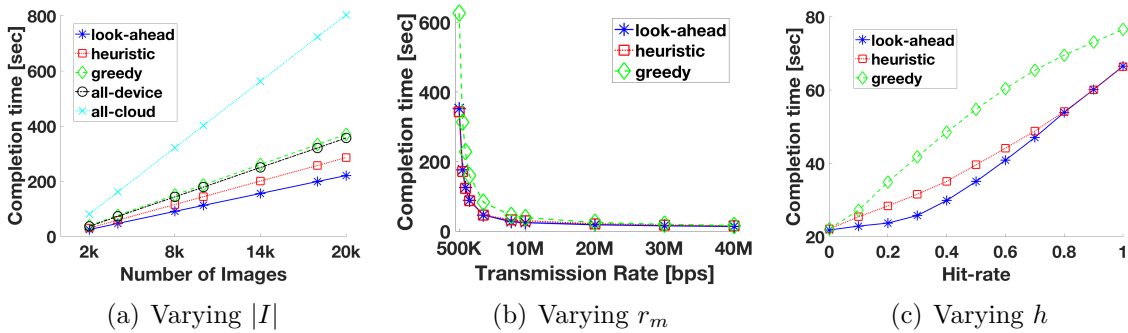 800
600
400
200
0
Completion time [sec]
look-ahead
heuristic
greedy
all-device
all-cloud
2k 8k 14k 20k
Number of Images
(a) Varying |I|
600
400
200
0
Completion time [sec]
look-ahead
heuristic
greedy
500K 10M 20M 30M 40M
Transmission Rate [bps]
(b) Varying r_m
80
60
40
20
Completion time [sec]
look-ahead
heuristic
greedy
0 0.2 0.4 0.6 0.8 1
Hit-rate
(c) Varying h